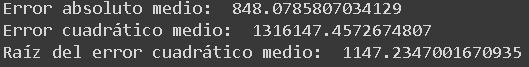 Error absoluto medio:  848.0785807034129
Error cuadrático medio:  1316147.4572674807
Raíz del error cuadrático medio:  1147.2347001670935